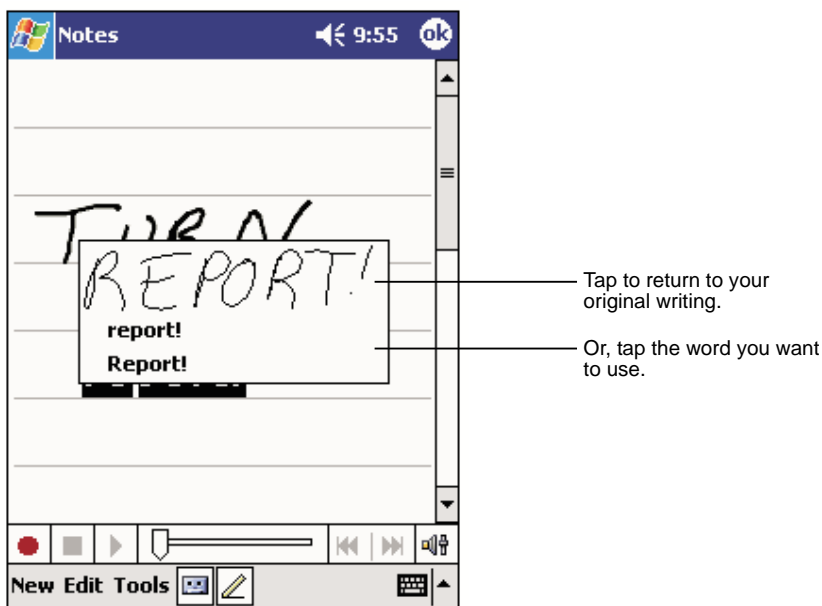 Notes 9:55 ok
TURN
REPORT!
report!
Report!
Tap to return to your
original writing.
Or, tap the word you want
to use.
New Edit Tools